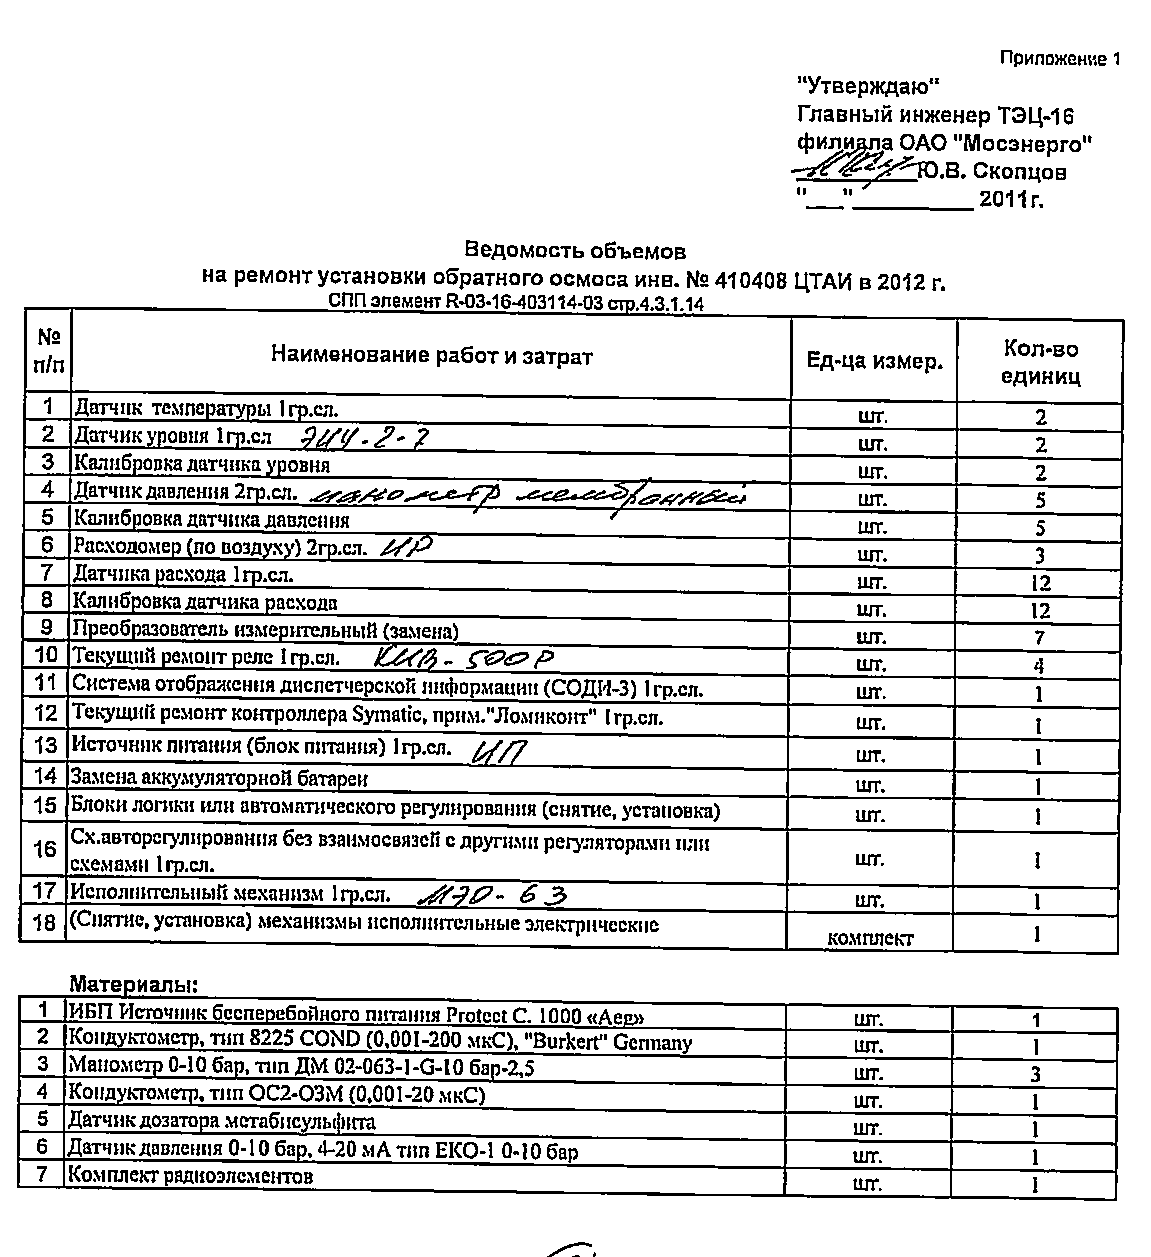 Приложение 1
"Утверждаю"
Главный инженер ТЭЦ-16
филиала ОАО "Мосэнерго"
Ю.В. Скопцов
"___" __________ 2011г.
Ведомость объемов
на ремонт установки обратного осмоса инв. № 410408 ЦТАИ в 2012 г.
СПП элемент R-03-16-403114-03 стр.4.3.1.14
№ п/п Наименование работ и затрат Ед-ца измер. Кол-во единиц
1 Датчик температуры 1гр.сл. шт. 2
2 Датчик уровня 1гр.сл ЭИУ-2-2 шт. 2
3 Калибровка датчика уровня шт. 2
4 Датчик давления 2гр.сл. манометр мембранный шт. 5
5 Калибровка датчика давления шт. 5
6 Расходомер (по воздуху) 2гр.сл. ИР шт. 3
7 Датчика расхода 1гр.сл. шт. 12
8 Калибровка датчика расхода шт. 12
9 Преобразователь измерительный (замена) шт. 7
10 Текущий ремонт реле 1гр.сл. шт. 4
11 Система отображения диспетчерской информации (СОДИ-3) 1гр.сл. шт. 1
12 Текущий ремонт контроллера Symatic, прим."Ломиконт" 1гр.сл. шт. 1
13 Источник питания (блок питания) 1гр.сл. ИП шт. 1
14 Замена аккумуляторной батареи шт. 1
15 Блоки логики или автоматического регулирования (снятие, установка) шт. 1
16 Сх.авторегулирования без взаимосвязей с другими регуляторами или
схемами 1гр.сл. шт. 1
17 Исполнительный механизм 1гр.сл. МЭО-63 шт. 1
18 (Снятие, установка) механизмы исполнительные электрические комплект 1
Материалы:
1 ИБП Источник бесперебойного питания Protect C. 1000 «Aeg» шт. 1
2 Кондуктометр, тип 8225 COND (0,001-200 мкС), "Burkert" Germany шт. 1
3 Манометр 0-10 бар, тип ДМ 02-063-1-G-10 бар-2,5 шт. 3
4 Кондуктометр, тип ОС2-ОЗМ (0,001-20 мкС) шт. 1
5 Датчик дозатора метабисульфита шт. 1
6 Датчик давления 0-10 бар, 4-20 мА тип ЕКО-1 0-10 бар шт. 1
7 Комплект радиоэлементов шт. 1